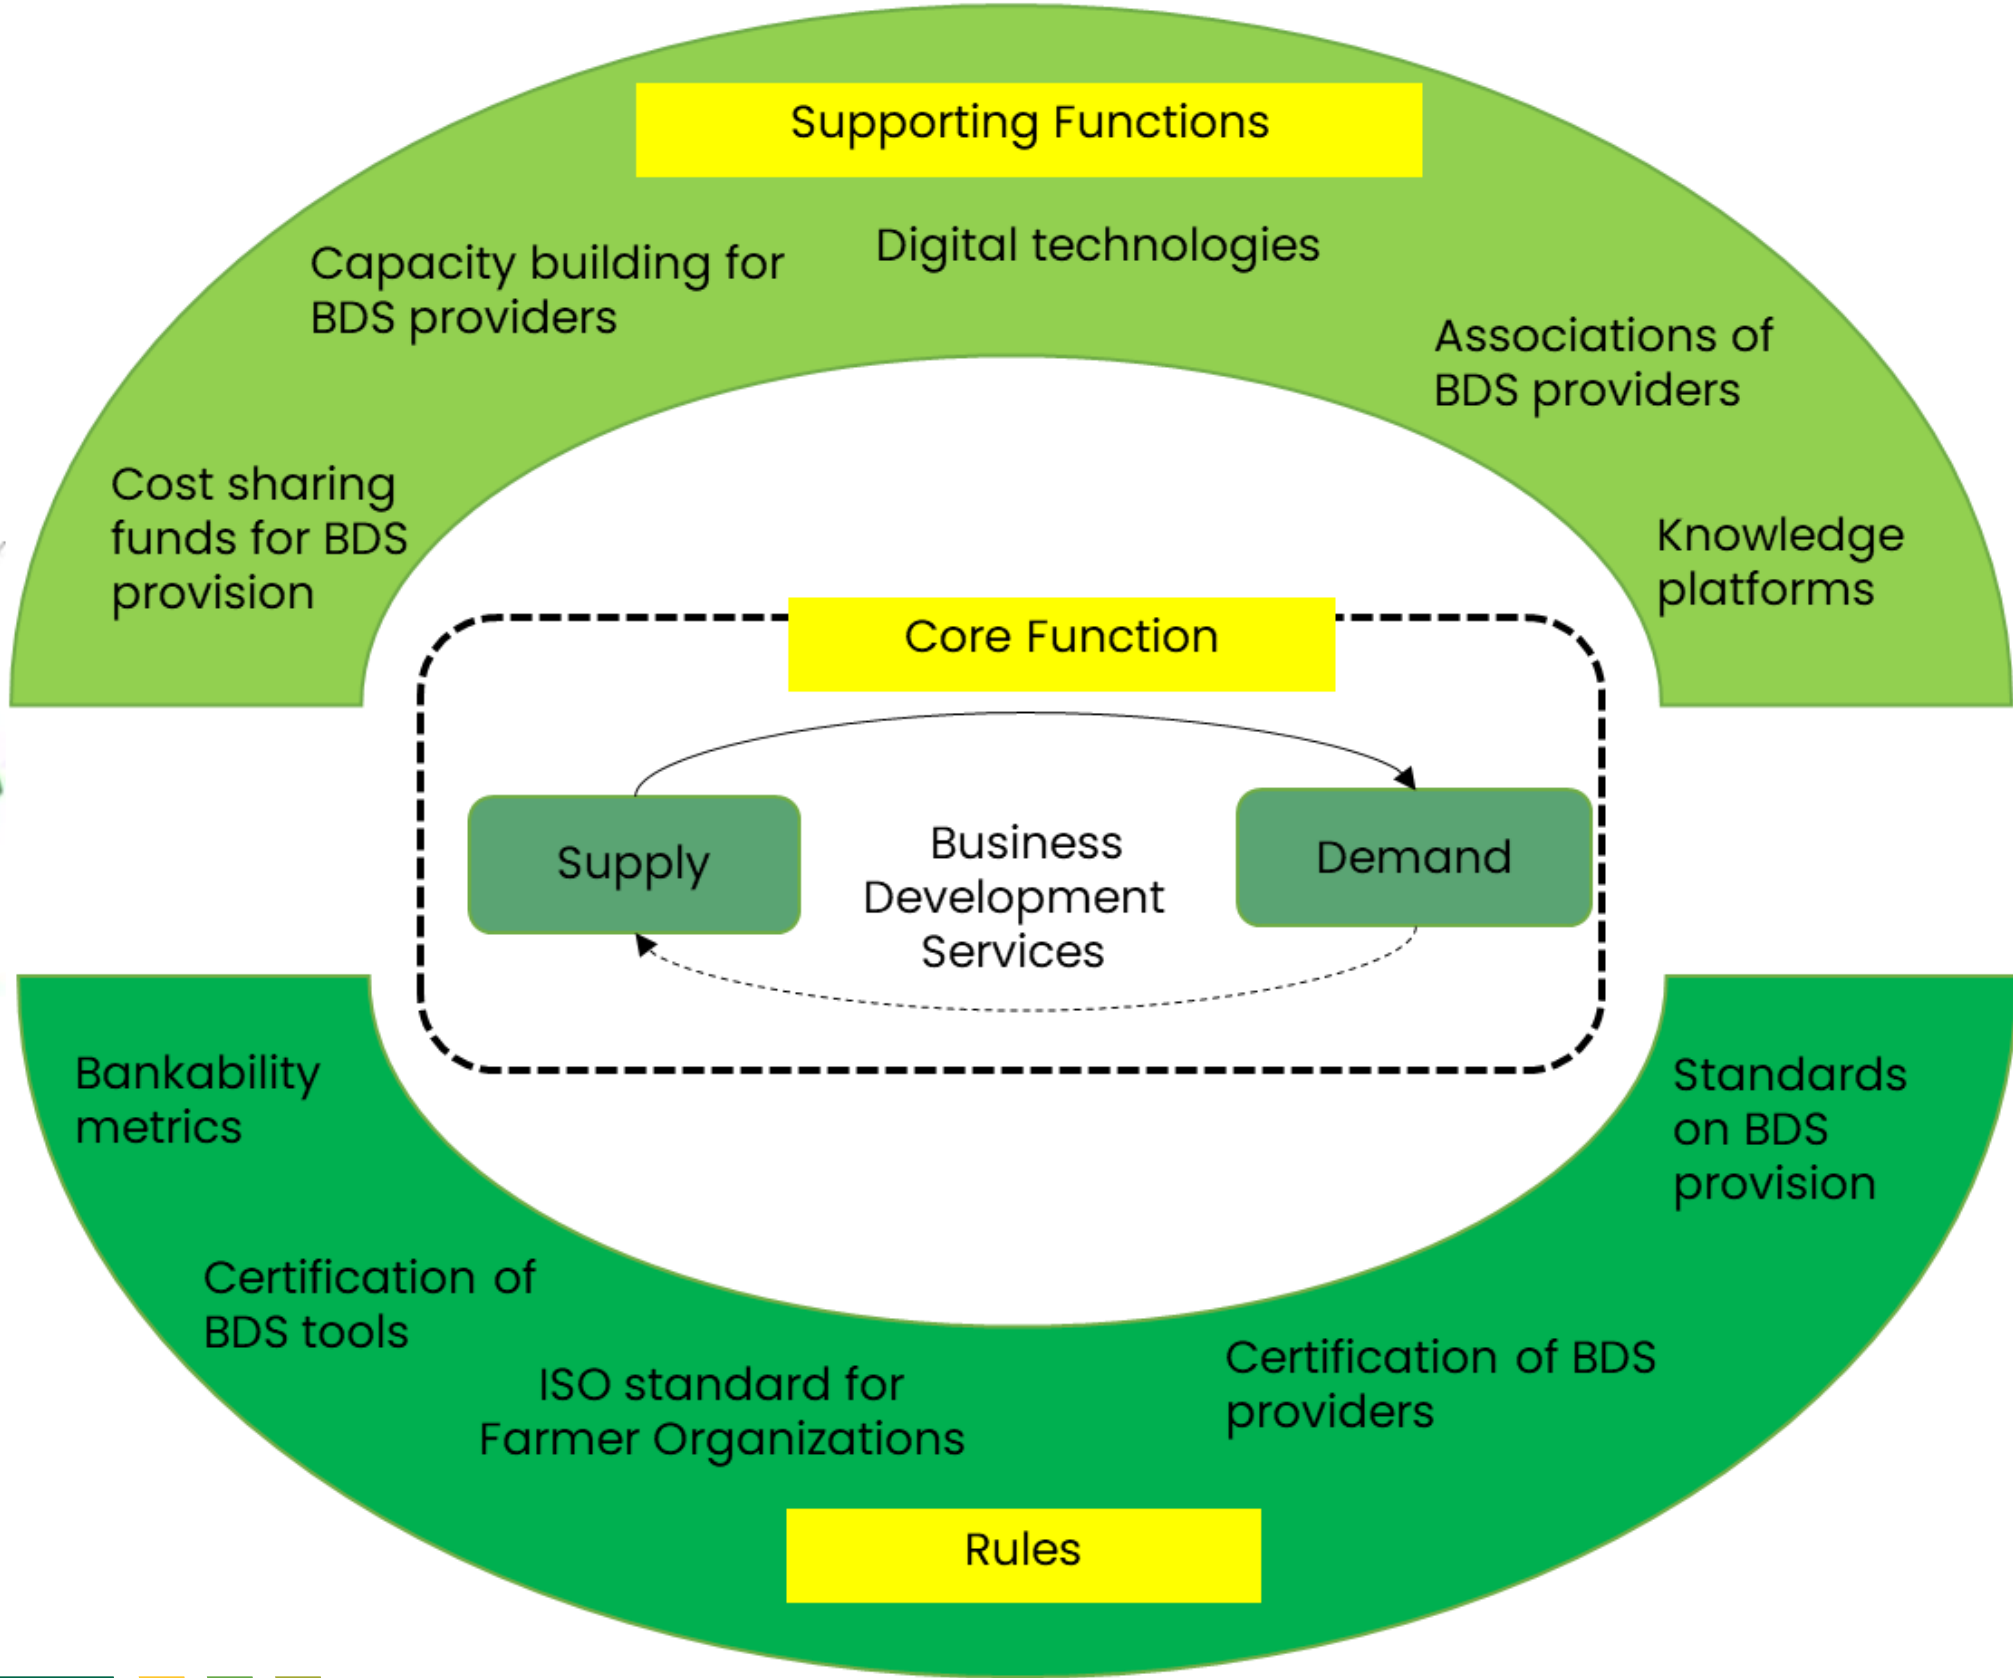 Supporting Functions
Digital technologies
Capacity building for
BDS providers
Associations of
BDS providers
Cost sharing
funds for BDS
provision
Knowledge
platforms
Core Function
Supply
Business
Development
Services
Demand
Bankability
metrics
Standards
on BDS
provision
Certification of
BDS tools
ISO standard for
Farmer Organizations
Certification of BDS
providers
Rules